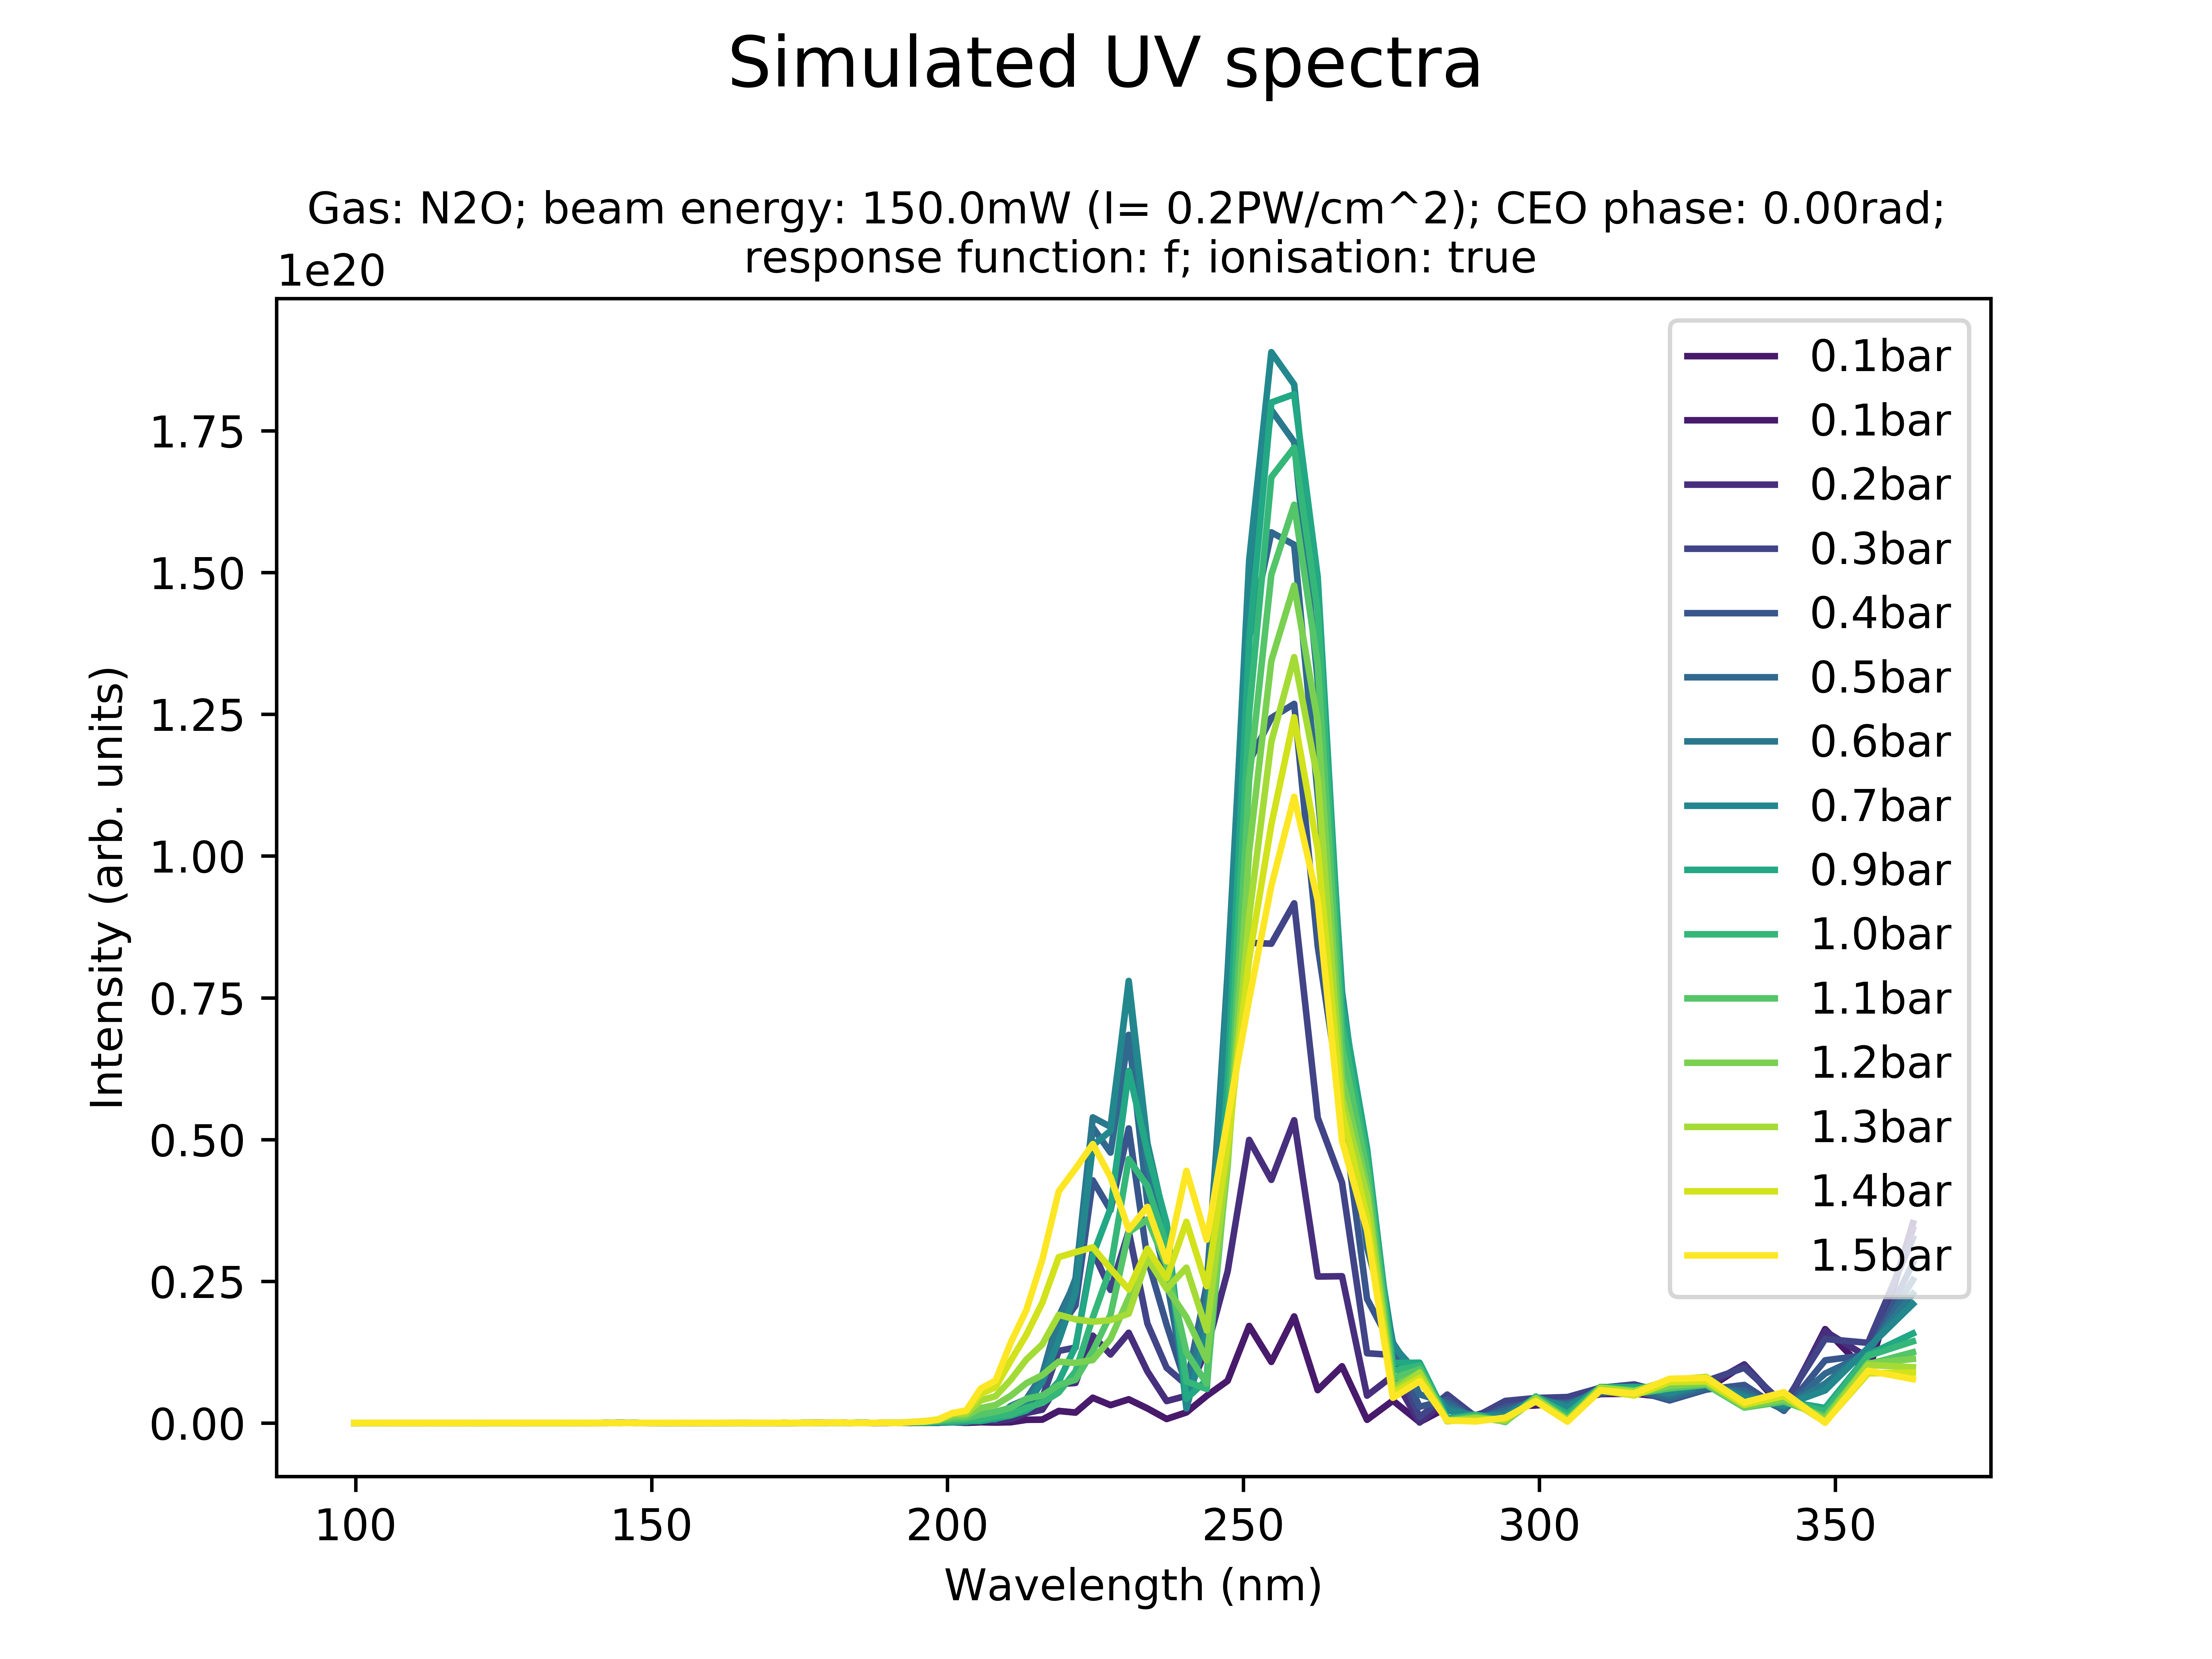 Simulated UV spectra
Gas: N2O; beam energy: 150.0mW (I= 0.2PW/cm^2); CEO phase: 0.00rad;
response function: f; ionisation: true
1e20
1.75
1.50
1.25
1.00
0.75
0.50
0.25
0.00
Intensity (arb. units)
0.1bar
0.1bar
0.2bar
0.3bar
0.4bar
0.5bar
0.6bar
0.7bar
0.9bar
1.0bar
1.1bar
1.2bar
1.3bar
1.4bar
1.5bar
100 150 200 250 300 350
Wavelength (nm)